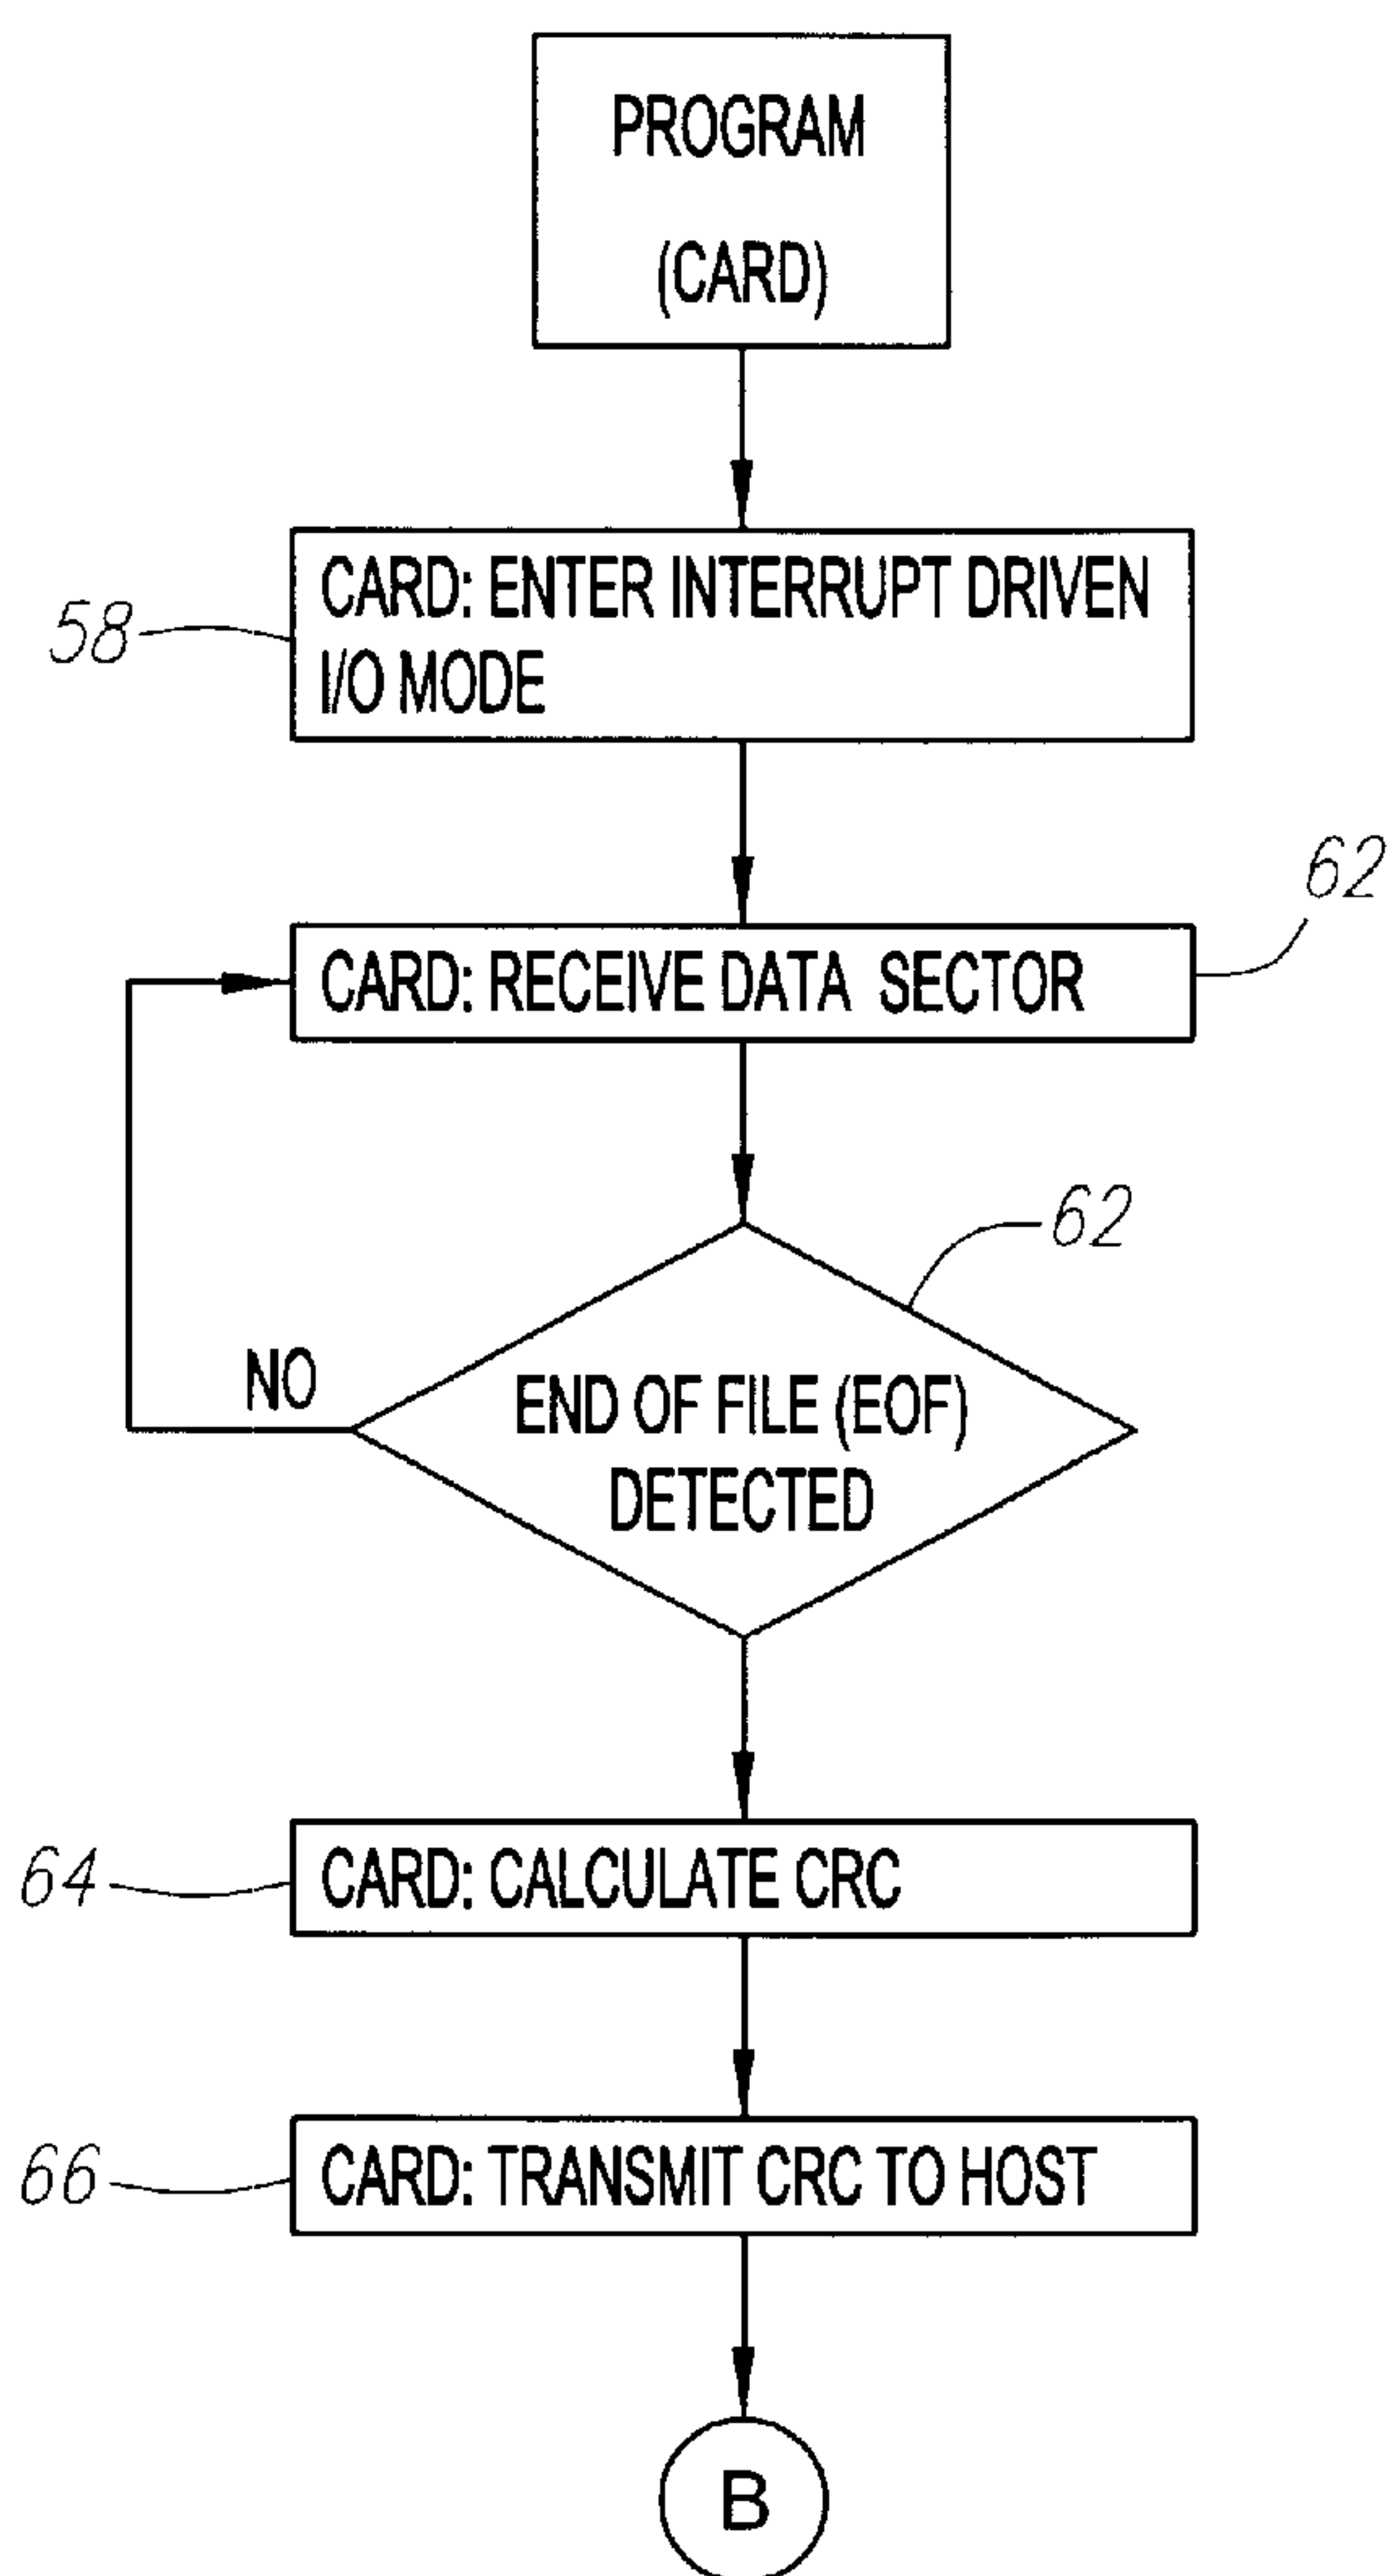 PROGRAM
(CARD)
CARD: ENTER INTERRUPT DRIVEN
I/O MODE
58
62
CARD: RECEIVE DATA SECTOR
62
NO
END OF FILE (EOF)
DETECTED
64
CARD: CALCULATE CRC
66
CARD: TRANSMIT CRC TO HOST
B